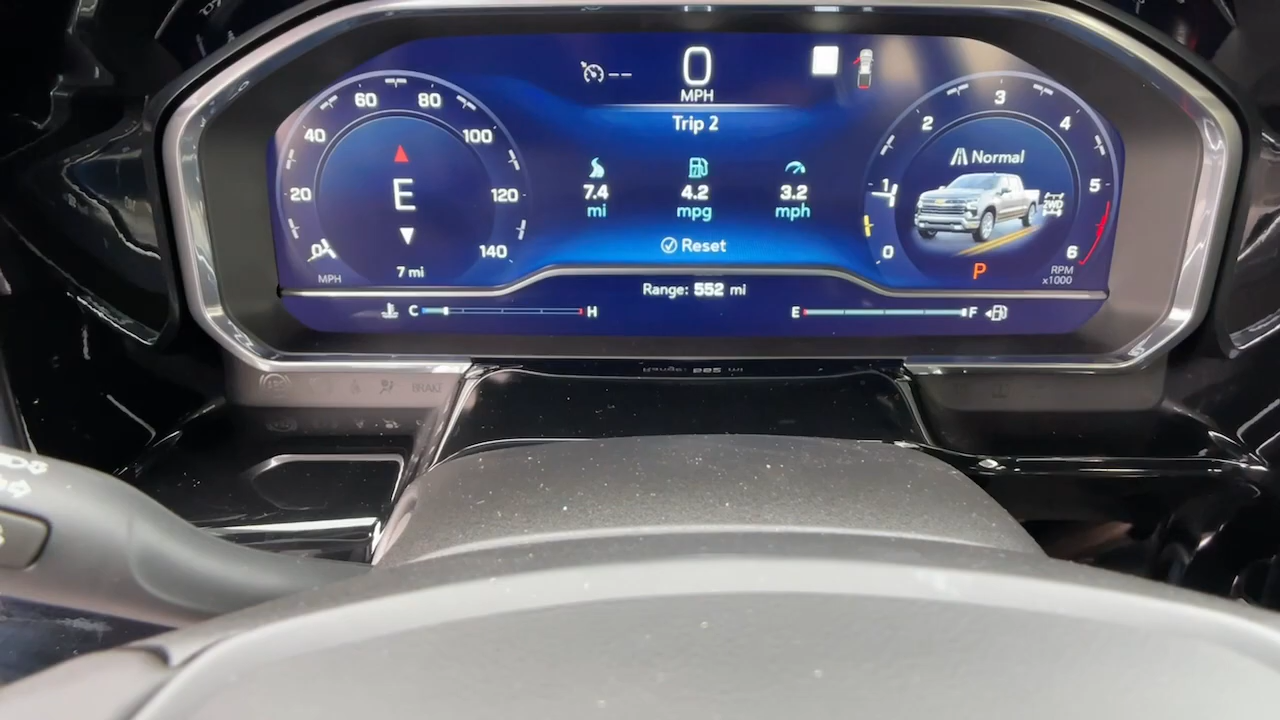 -- 0
MPH
Trip 2
7.4 4.2 3.2
mi mpg mph
Reset
Range: 552 mi
0 20 40 60 80 100 120 140
MPH
E
7 mi
0 1 2 3 4 5 6
Normal
2WD
P
RPM
x1000
C H
E F
BRAKE